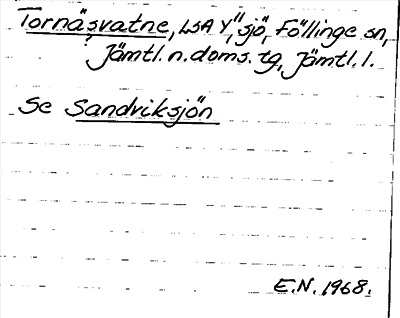 Tornäsvatne, LSA Y, "sjö", Föllinge sn,
Jämtl. n. doms. tg, Jämtl. l.
Se Sandviksjön
E.N. 1968.